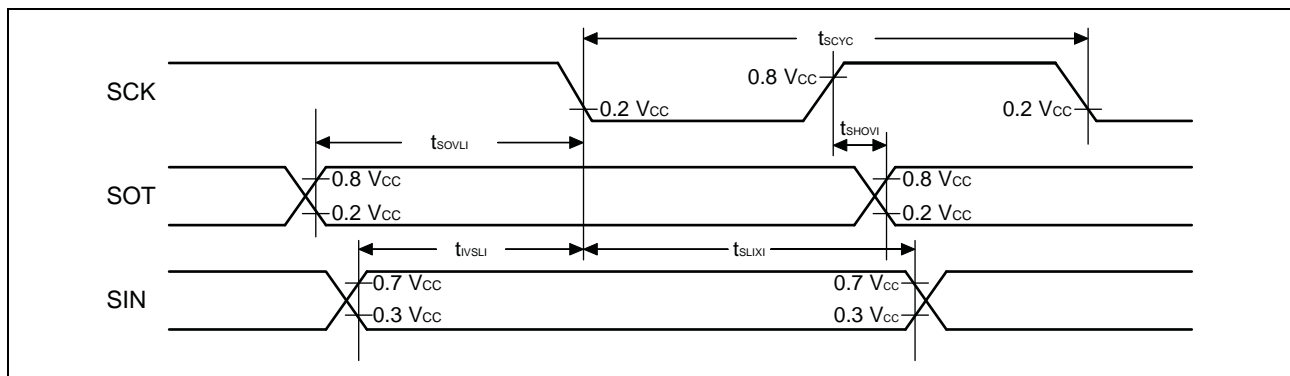 tSCYC
SCK
0.8 VCC
0.2 VCC
0.2 VCC
tSHOVI
tSOVLI
SOT
0.8 VCC
0.8 VCC
0.2 VCC
0.2 VCC
tIVSLI
tSLIXI
SIN
0.7 VCC
0.7 VCC
0.3 VCC
0.3 VCC